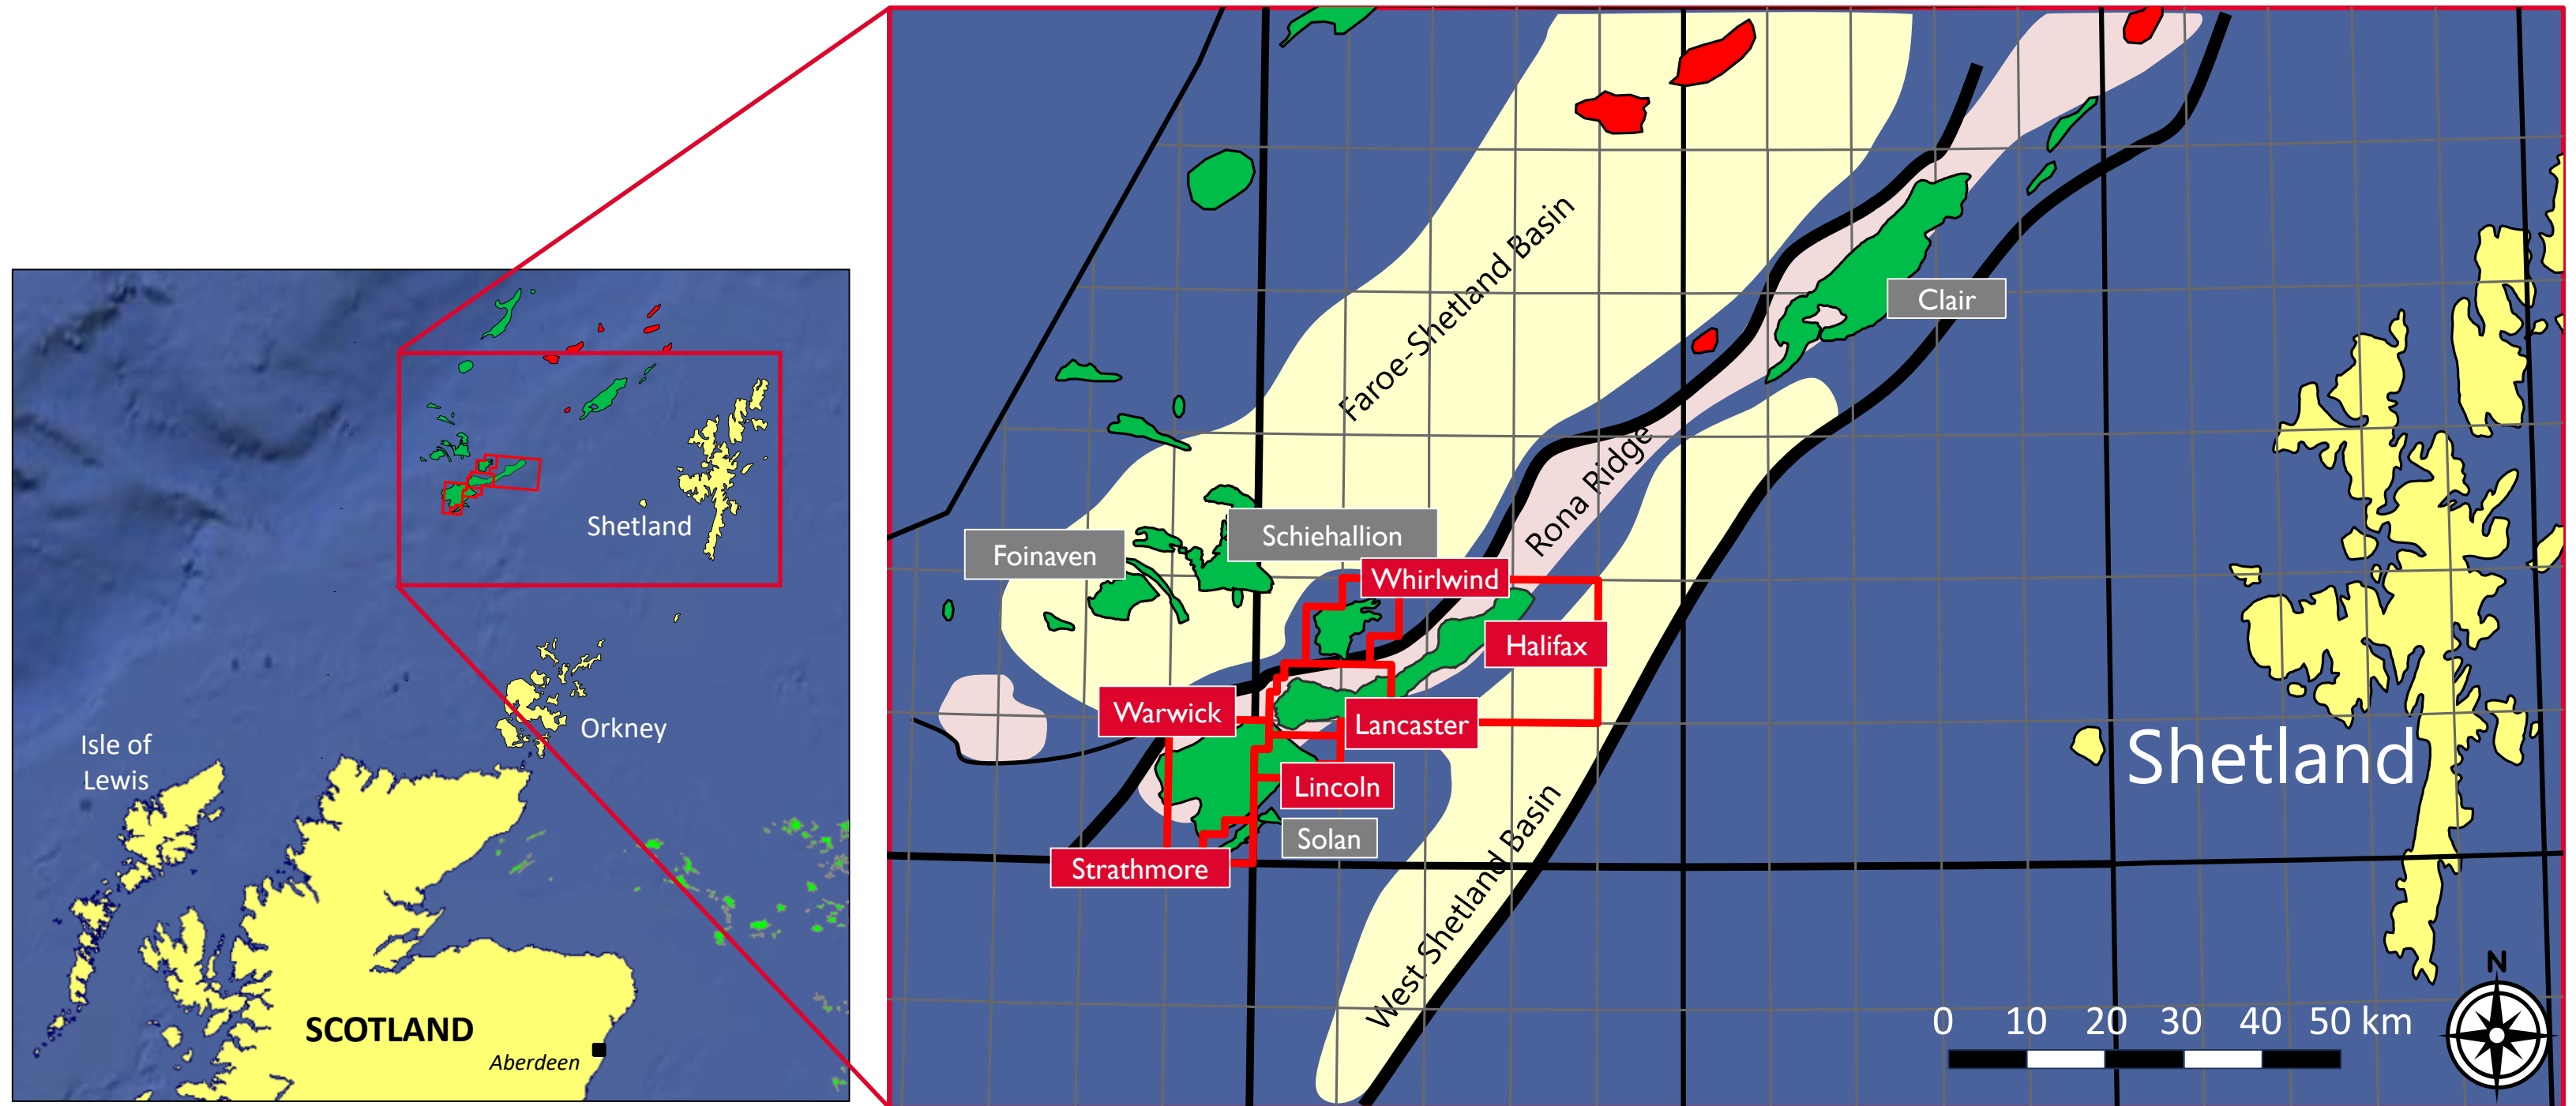 Shetland
Orkney
Isle of
Lewis
SCOTLAND
Aberdeen
Faroe-Shetland Basin
Clair
Rona Ridge
Schiehallion
Foinaven
Whirlwind
Halifax
Warwick
Lancaster
Lincoln
Solan
Strathmore
West Shetland Basin
Shetland
N
0 10 20 30 40 50 km